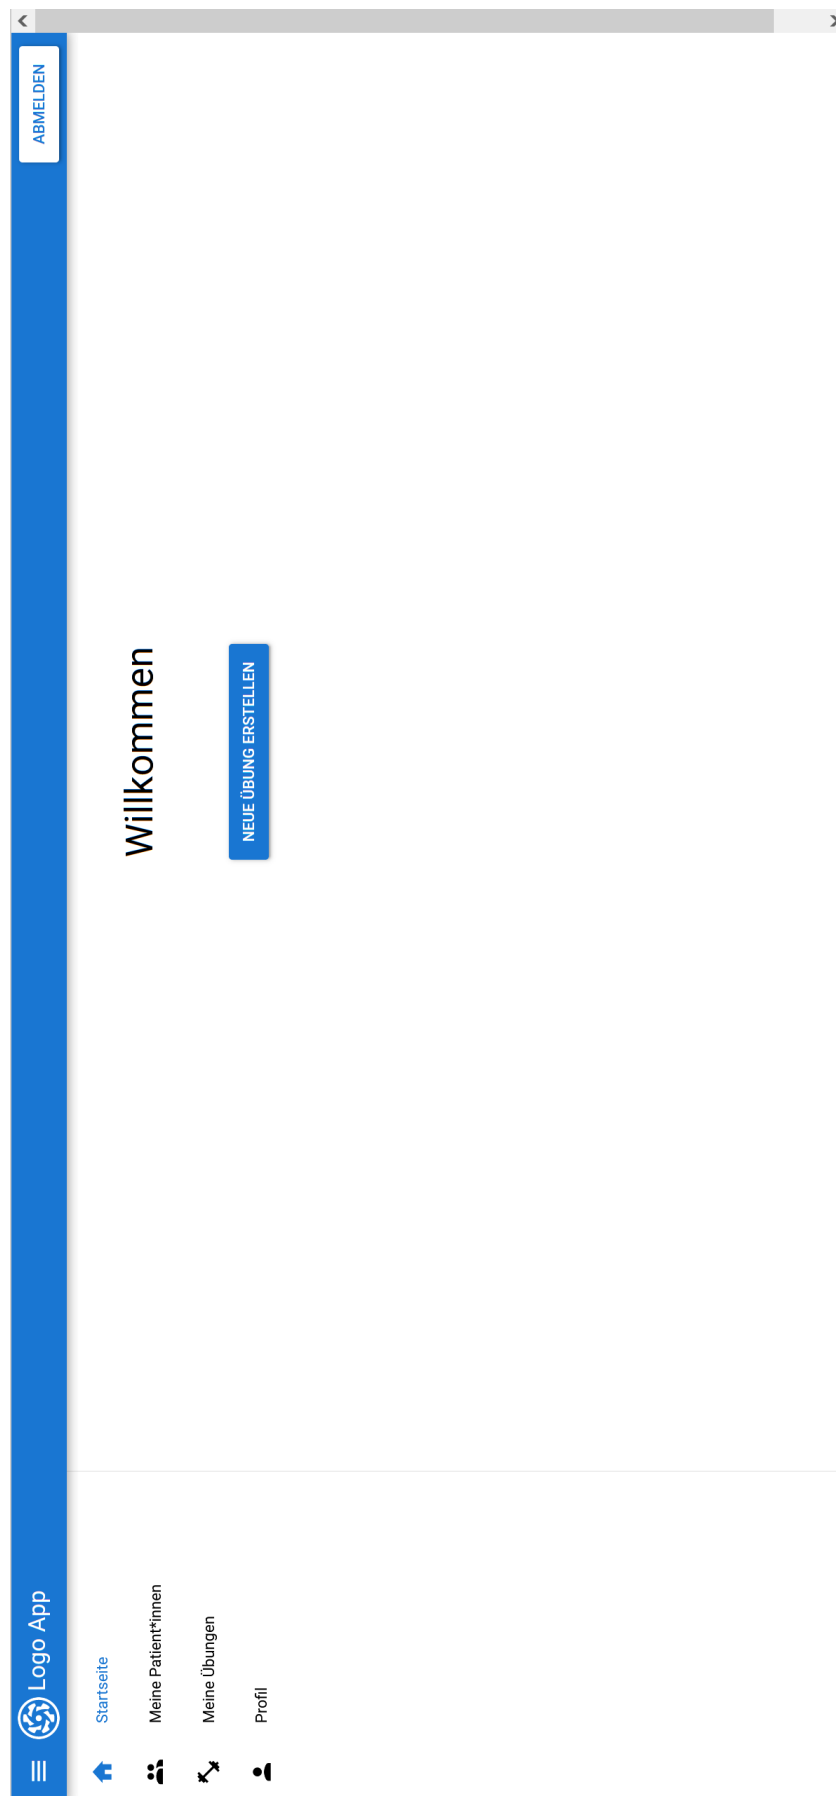 Logo App
ABMELDEN
Startseite
Meine Patient*innen
Meine Übungen
Profil
Willkommen
NEUE ÜBUNG ERSTELLEN